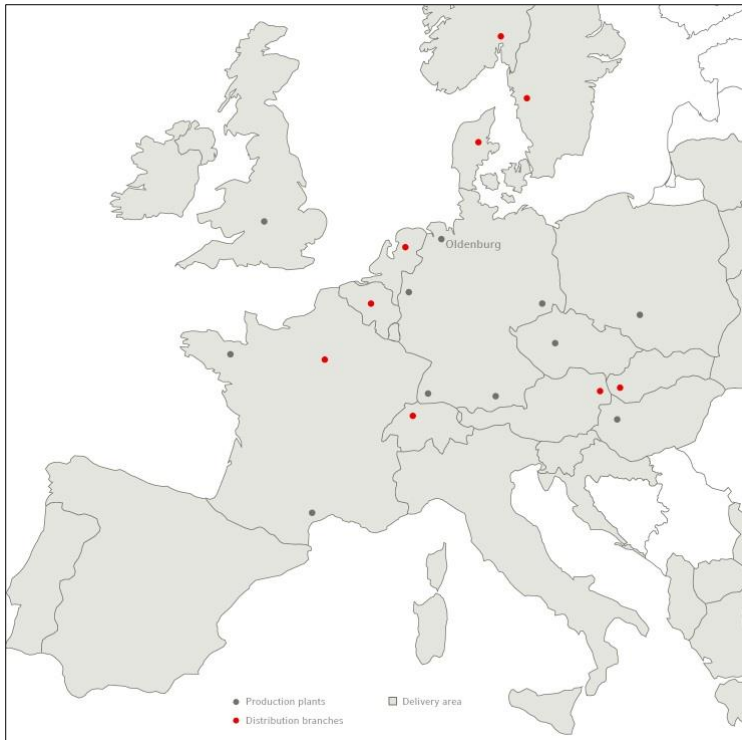 Oldenburg
Production plants
Delivery area
Distribution branches